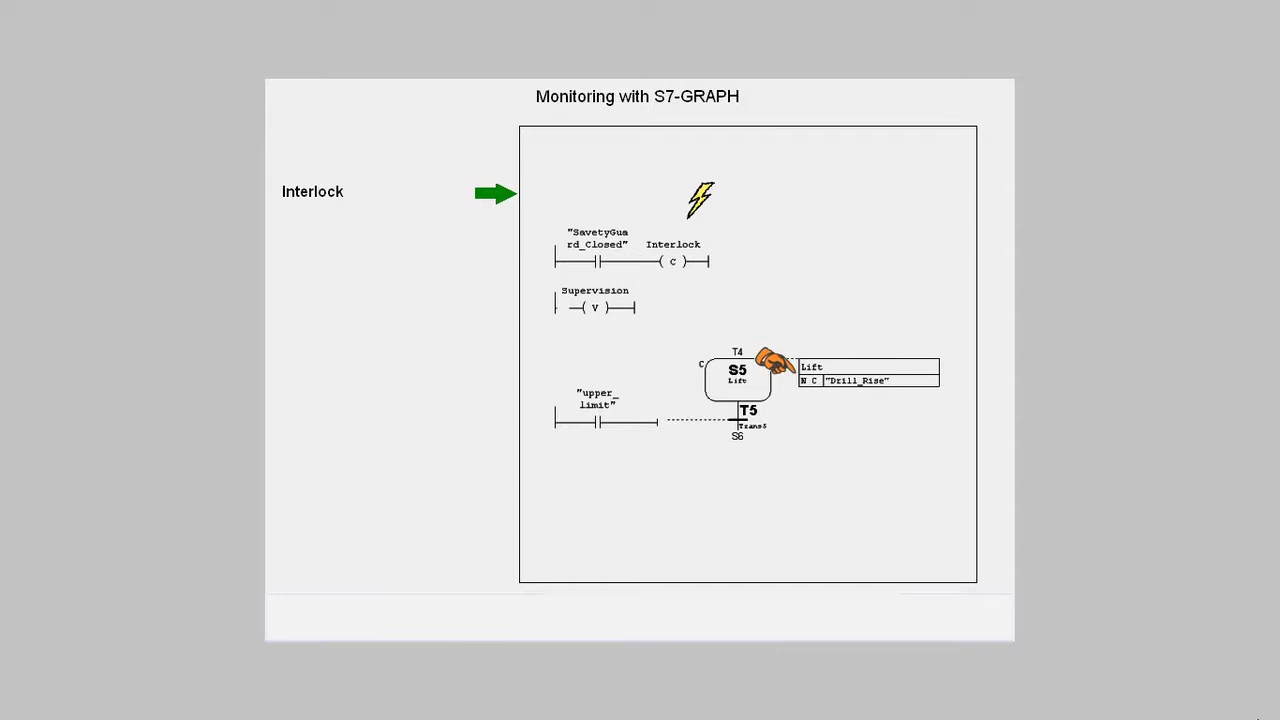 Monitoring with S7-GRAPH
Interlock
"SavetyGua
rd_Closed"
Interlock
C
Supervision
V
T4
C
S5
Lift
Lift
N C "Drill_Rise"
"upper_
limit"
T5
Trans5
S6